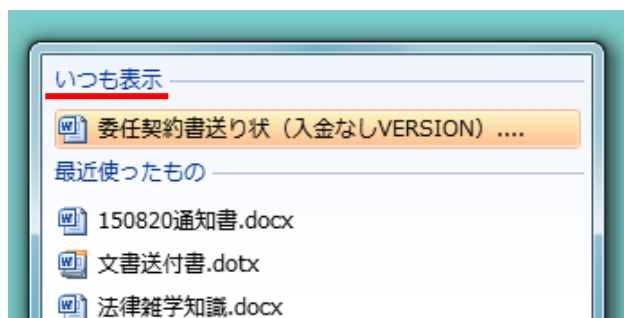 いつも表示
委任契約書送り状（入金なしVERSION）....
最近使ったもの
150820通知書.docx
文書送付書.dotx
法律雑学知識.docx